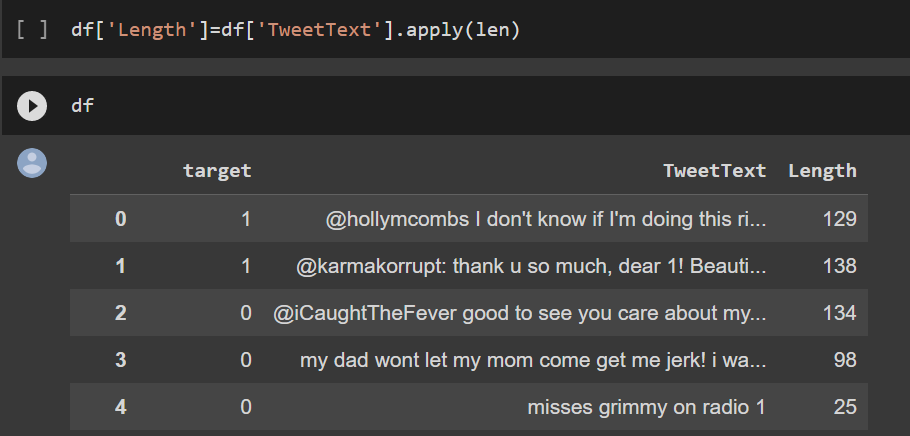 [ ] df['Length']=df['TweetText'].apply(len)
df
target TweetText Length
0 1 @hollymcombs I don't know if I'm doing this ri... 129
1 1 @karmakorrupt: thank u so much, dear 1! Beauti... 138
2 0 @iCaughtTheFever good to see you care about my... 134
3 0 my dad wont let my mom come get me jerk! i wa... 98
4 0 misses grimmy on radio 1 25